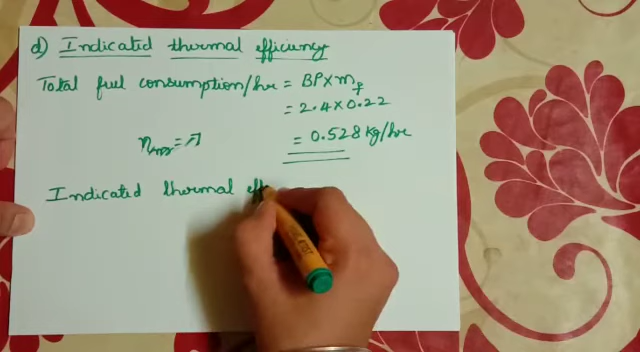 d) Indicated thermal efficiency
Total fuel consumption/hr = BP × mf
= 2.4 × 0.22
= 0.528 kg/hr
Indicated thermal eff